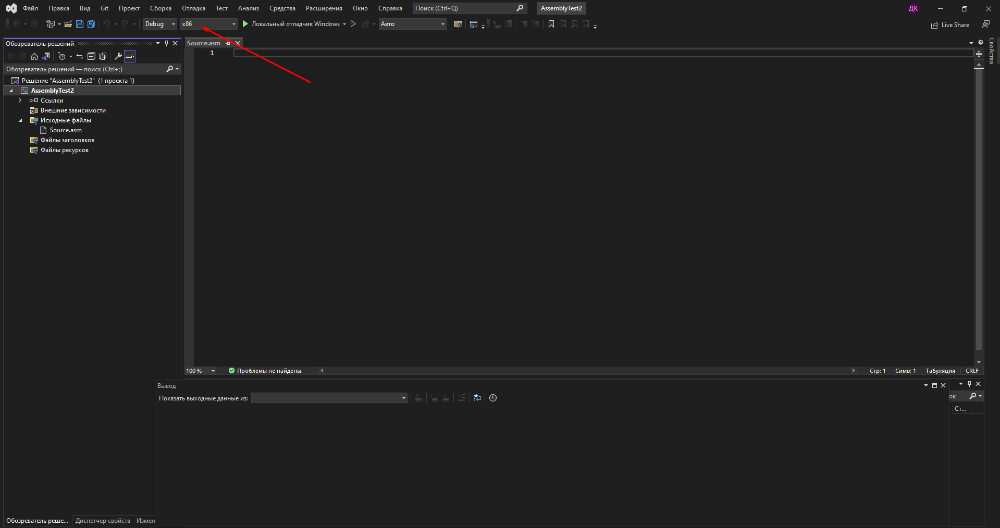 Файл Правка Вид Git Проект Сборка Отладка Тест Анализ Средства Расширения Окно Справка Поиск (Ctrl+Q) AssemblyTest2 ДК
Debug x86 Локальный отладчик Windows Авто Live Share
Обозреватель решений
Source.asm
Свойства
1
Обозреватель решений — поиск (Ctrl+;)
Решение "AssemblyTest2" (1 проекта 1)
AssemblyTest2
Ссылки
Внешние зависимости
Исходные файлы
Source.asm
Файлы заголовков
Файлы ресурсов
100 % Проблемы не найдены. Стр: 1 Симв: 1 Табуляция CRLF
Вывод
Показать выходные данные из:
ок
Ст...
Обозреватель реше... Диспетчер свойств Измен